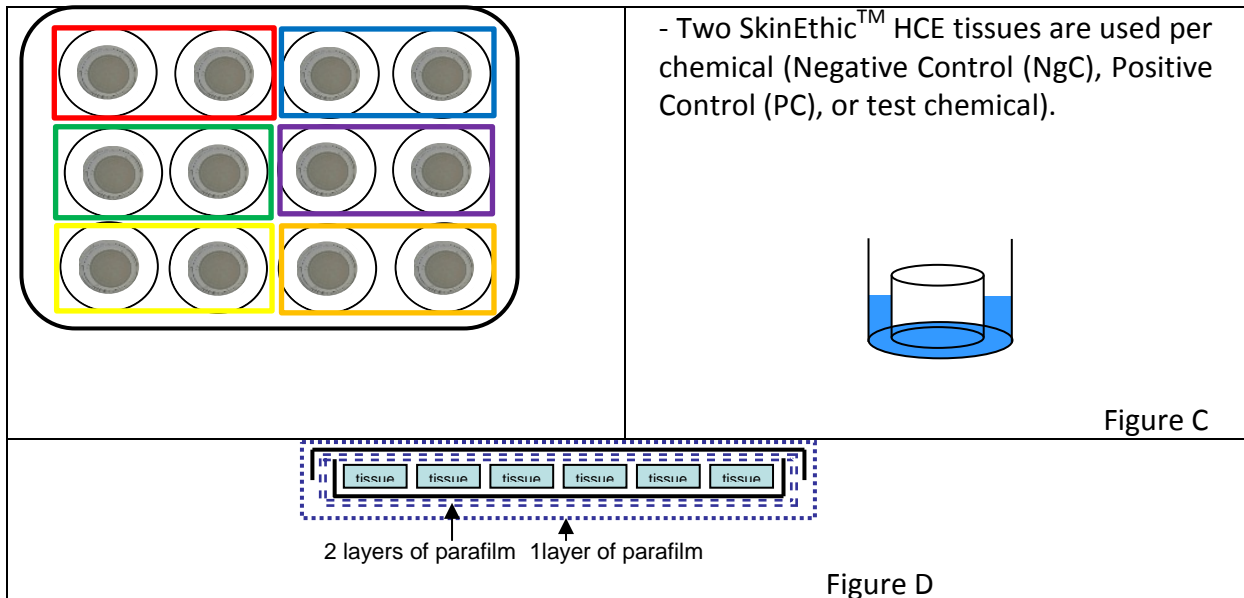 - Two SkinEthic™ HCE tissues are used per
chemical (Negative Control (NgC), Positive
Control (PC), or test chemical).
Figure C
tissue tissue tissue tissue tissue tissue
2 layers of parafilm 1layer of parafilm
Figure D